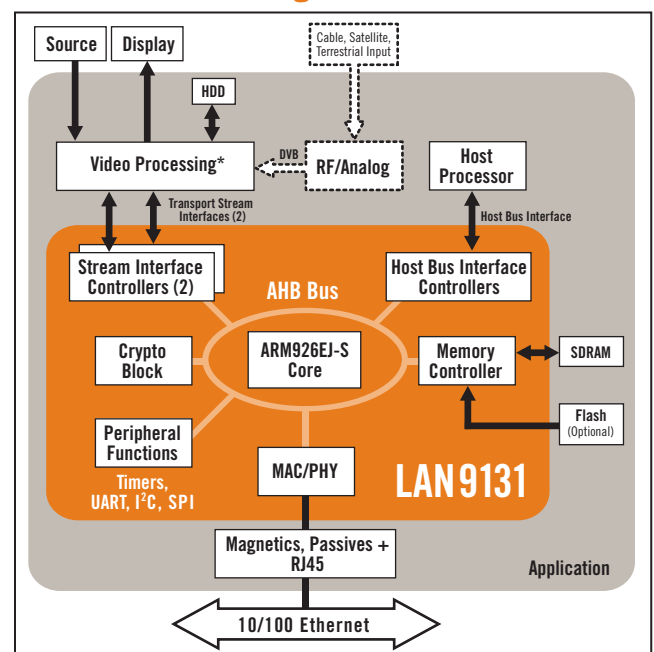 Source
Display
Cable, Satellite,
Terrestrial Input
HDD
Video Processing*
DVB
RF/Analog
Host
Processor
Transport Stream
Interfaces (2)
Host Bus Interface
Stream Interface
Controllers (2)
AHB Bus
Host Bus Interface
Controllers
Crypto
Block
ARM926EJ-S
Core
Memory
Controller
SDRAM
Flash
(Optional)
Peripheral
Functions
Timers,
UART, I²C, SPI
MAC/PHY
LAN9131
Magnetics, Passives +
RJ45
Application
10/100 Ethernet